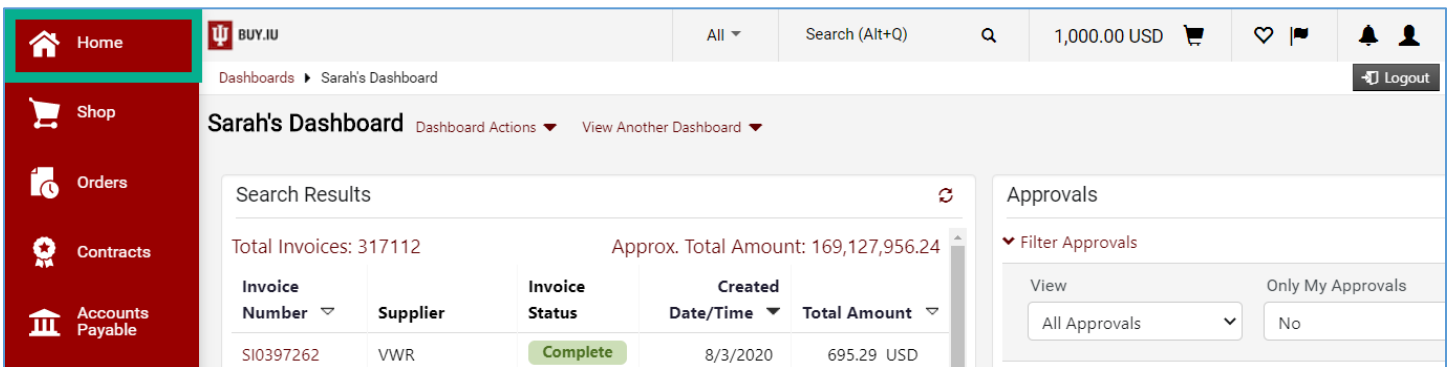 Home
Shop
Orders
Contracts
Accounts
Payable
BUY.IU
All
Search (Alt+Q)
1,000.00 USD
Dashboards
Sarah's Dashboard
Logout
Sarah's Dashboard
Dashboard Actions
View Another Dashboard
Search Results
Total Invoices: 317112
Approx. Total Amount: 169,127,956.24
Invoice
Number
Supplier
Invoice
Status
Created
Date/Time
Total Amount
SI0397262
VWR
Complete
8/3/2020
695.29 USD
Approvals
Filter Approvals
View
All Approvals
Only My Approvals
No